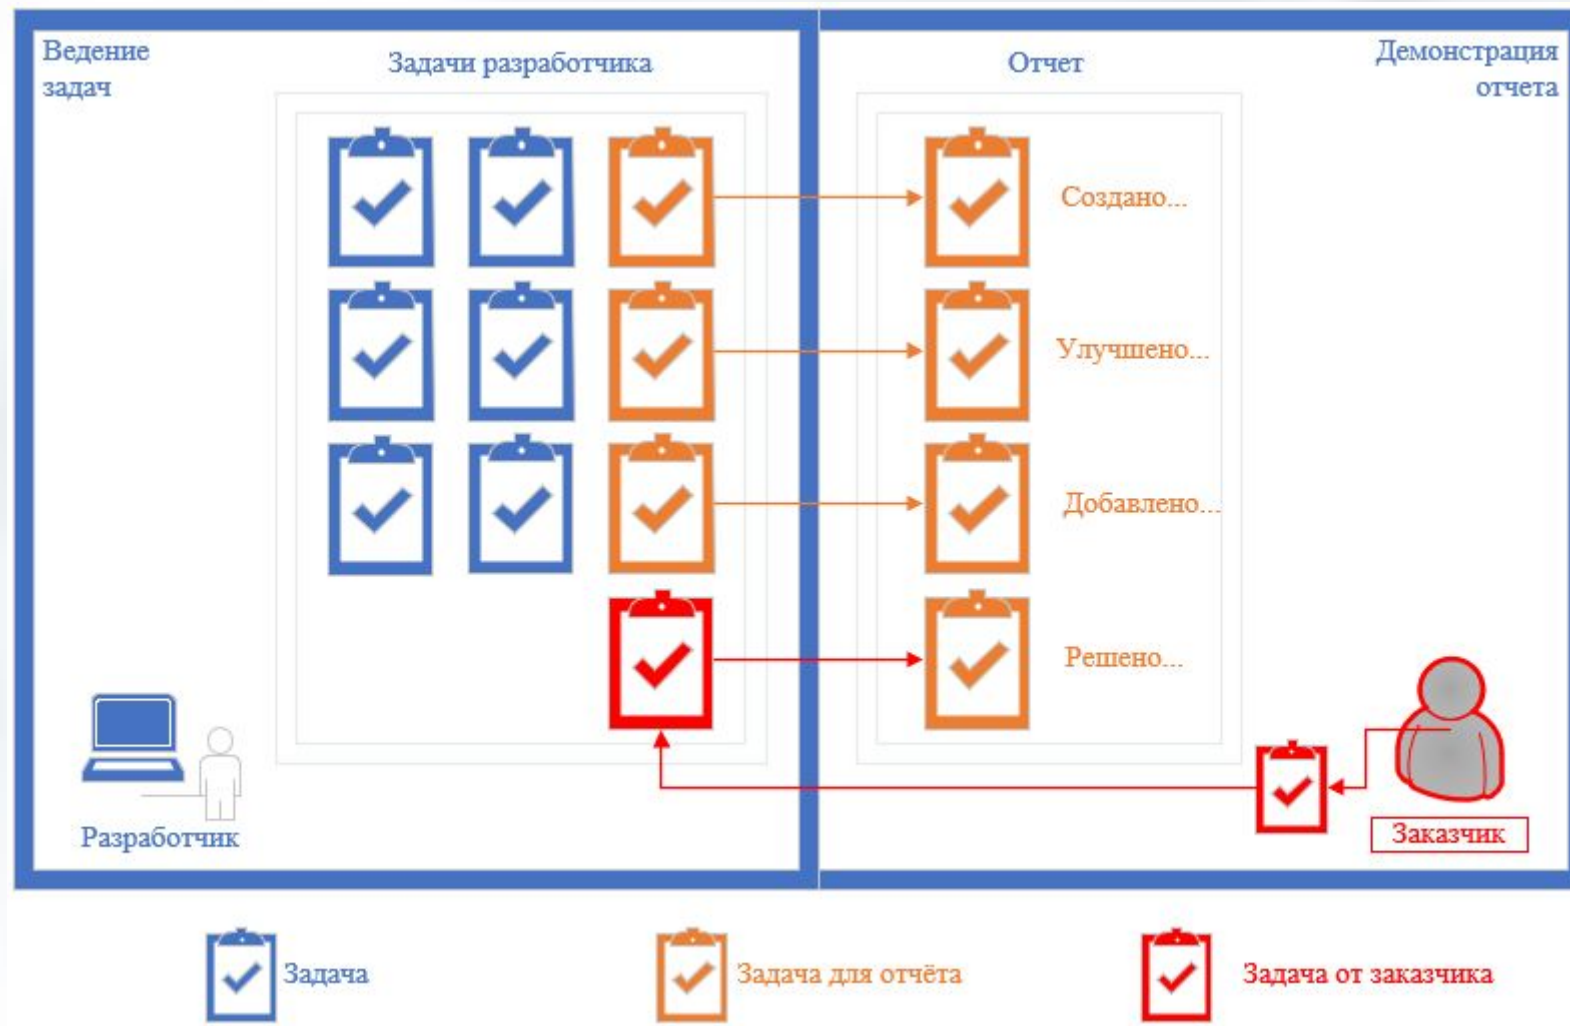 Ведение
задач
Задачи разработчика
Отчет
Демонстрация
отчета
Создано...
Улучшено...
Добавлено...
Решено...
Разработчик
Заказчик
Задача
Задача для отчёта
Задача от заказчика